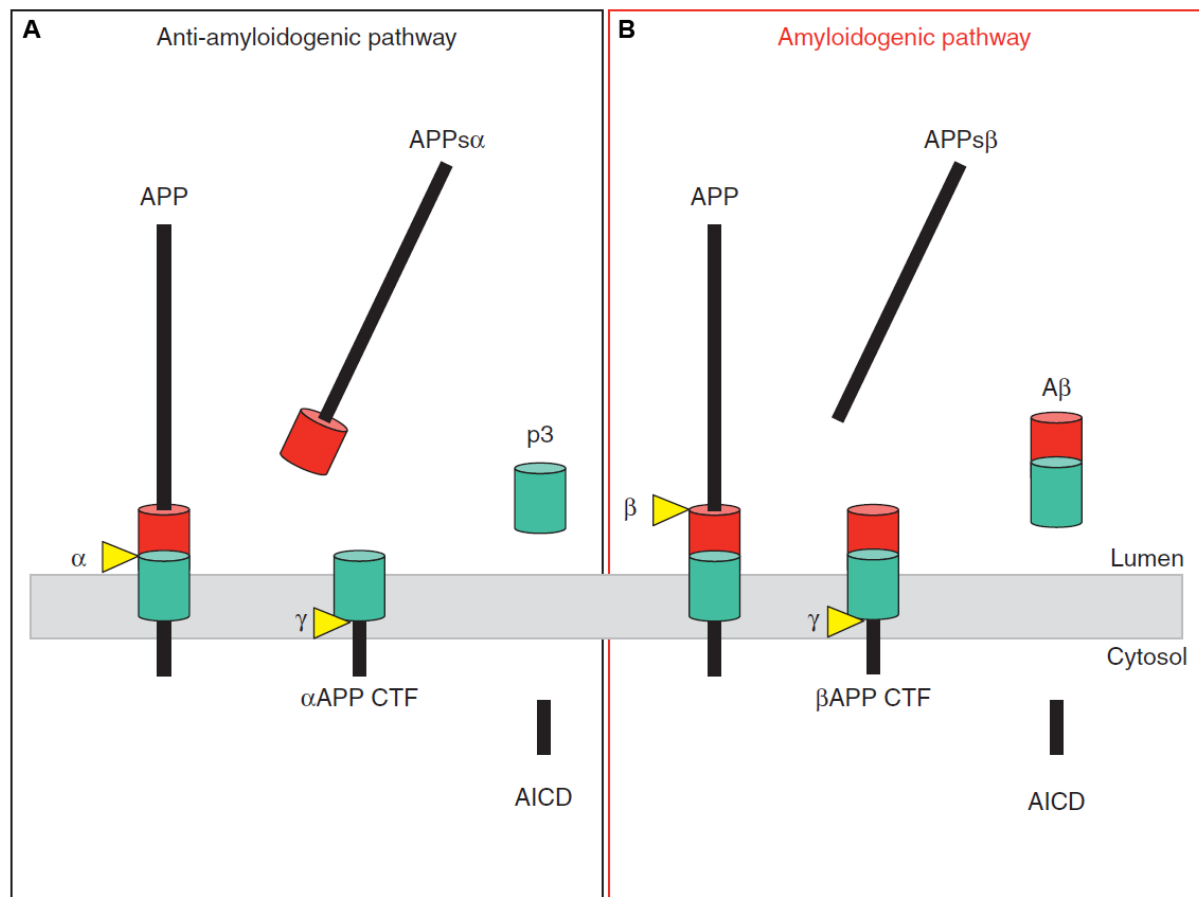 A
Anti-amyloidogenic pathway
APPsα
APP
p3
α
γ
αAPP CTF
AICD
B
Amyloidogenic pathway
APPsβ
APP
Aβ
β
Lumen
γ
Cytosol
βAPP CTF
AICD